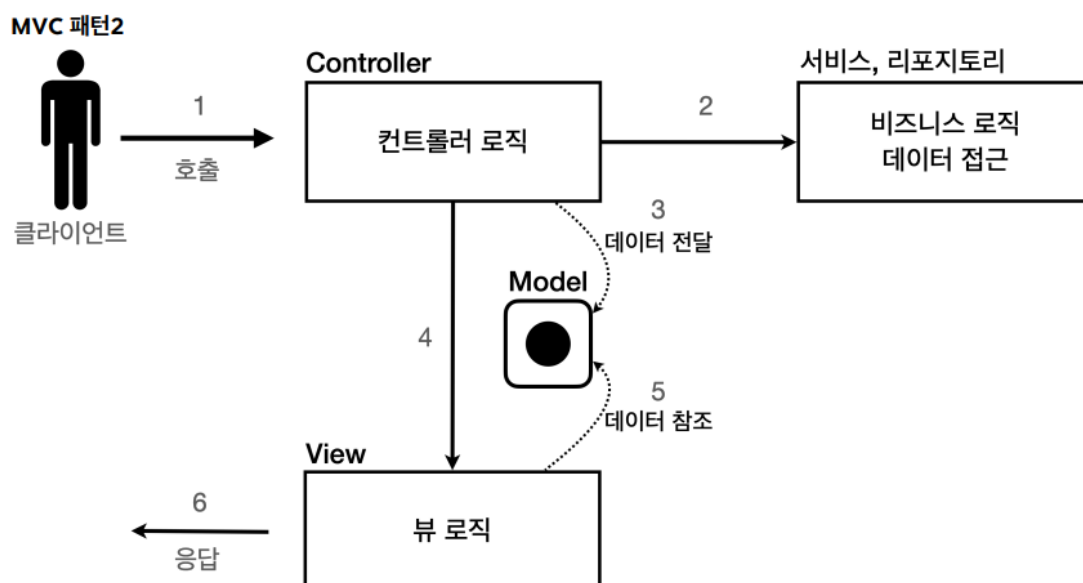 MVC 패턴2
Controller
서비스, 리포지토리
1
호출
컨트롤러 로직
2
비즈니스 로직
데이터 접근
클라이언트
3
데이터 전달
Model
4
5
데이터 참조
View
6
응답
뷰 로직